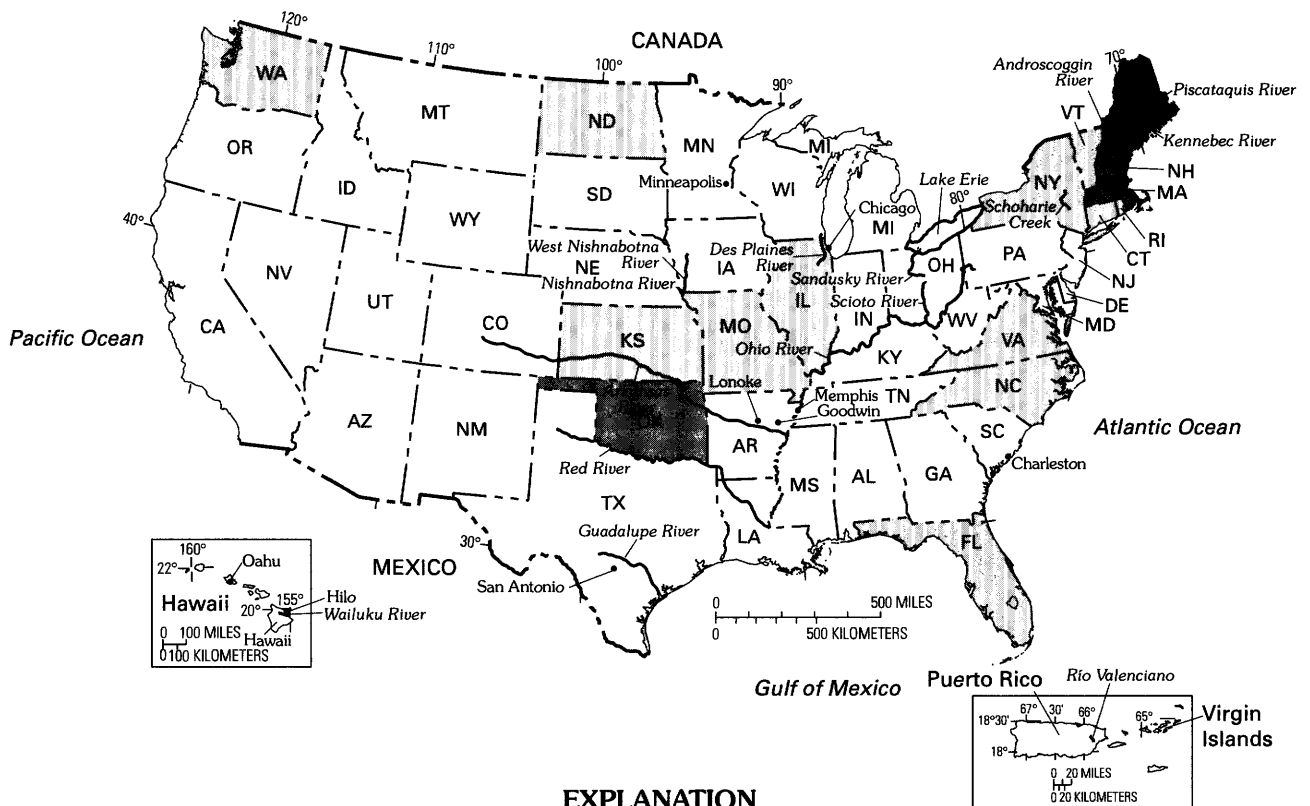 CANADA
120°
110°
100°
90°
80°
70°
40°
30°
WA
OR
CA
ID
NV
MT
WY
UT
AZ
CO
NM
ND
SD
NE
KS
TX
MN
IA
MO
AR
LA
WI
IL
MI
MI
IN
OH
KY
TN
MS
AL
GA
FL
SC
NC
VA
WV
PA
NY
VT
NH
MA
RI
CT
NJ
DE
MD
Androscoggin
River
Piscataquis River
Kennebec River
Minneapolis
Lake Erie
Chicago
Schoharie
Creek
West Nishnabotna
River
Nishnabotna River
Des Plaines
River
Sandusky River
Scioto River
Ohio River
Lonoke
Memphis
Goodwin
Red River
Charleston
Guadalupe River
San Antonio
Pacific Ocean
Atlantic Ocean
MEXICO
Gulf of Mexico
0 500 MILES
0 500 KILOMETERS
160°
22°
Oahu
Hawaii
155°
20°
Hilo
Wailuku River
Hawaii
0 100 MILES
0 100 KILOMETERS
Puerto Rico
Río Valenciano
67° 30' 66° 65°
18°30'
18°
Virgin
Islands
0 20 MILES
0 20 KILOMETERS
EXPLANATION